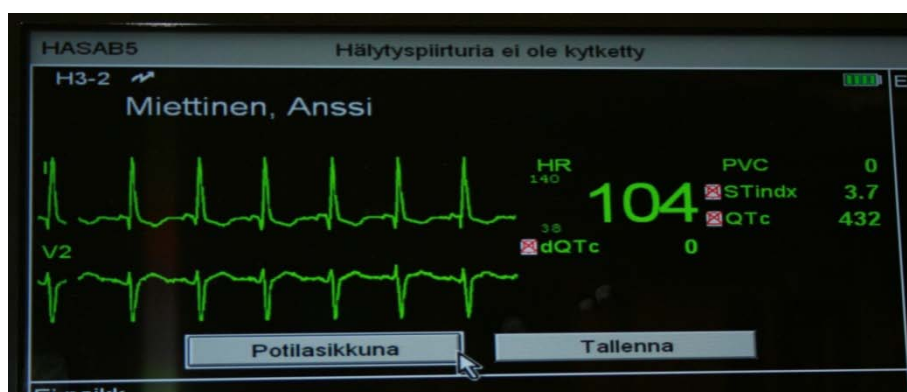 HASAB5 Hälytyspiirturia ei ole kytketty
H3-2 E
Miettinen, Anssi
HR PVC 0
140 104 STindx 3.7
38 QTc 432
dQTc 0
V2
Potilasikkuna Tallenna